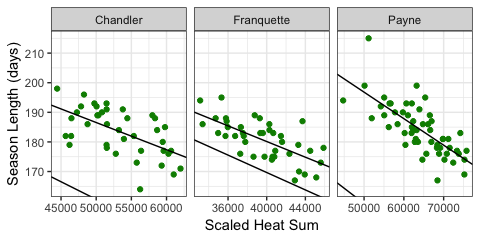 Chandler Franquette Payne
210
200
190
180
170
45000 50000 55000 60000 36000 40000 44000 50000 60000 70000
Scaled Heat Sum
Season Length (days)